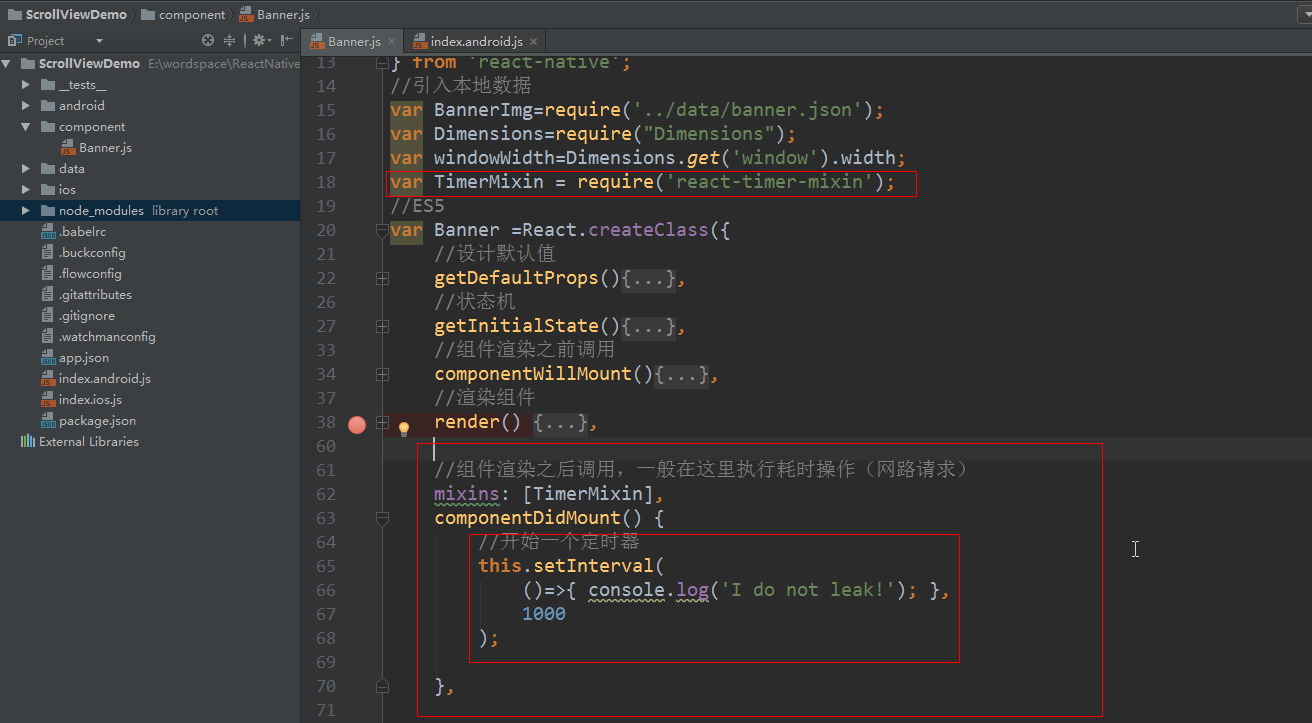 ScrollViewDemo component Banner.js
Project
Banner.js index.android.js
ScrollViewDemo E:\wordspace\ReactNative
__tests__
android
component
Banner.js
data
ios
node_modules library root
.babelrc
.buckconfig
.flowconfig
.gitattributes
.gitignore
.watchmanconfig
app.json
index.android.js
index.ios.js
package.json
External Libraries
13 } from 'react-native';
14 //引入本地数据
15 var BannerImg=require('../data/banner.json');
16 var Dimensions=require("Dimensions");
17 var windowWidth=Dimensions.get('window').width;
18 var TimerMixin = require('react-timer-mixin');
19 //ES5
20 var Banner =React.createClass({
21 //设计默认值
22 getDefaultProps(){...},
26 //状态机
27 getInitialState(){...},
33 //组件渲染之前调用
34 componentWillMount(){...},
37 //渲染组件
38 render() {...},
60
61 //组件渲染之后调用，一般在这里执行耗时操作（网路请求）
62 mixins: [TimerMixin],
63 componentDidMount() {
64 //开始一个定时器
65 this.setInterval(
66 ()=>{ console.log('I do not leak!'); },
67 1000
68 );
69
70 },
71